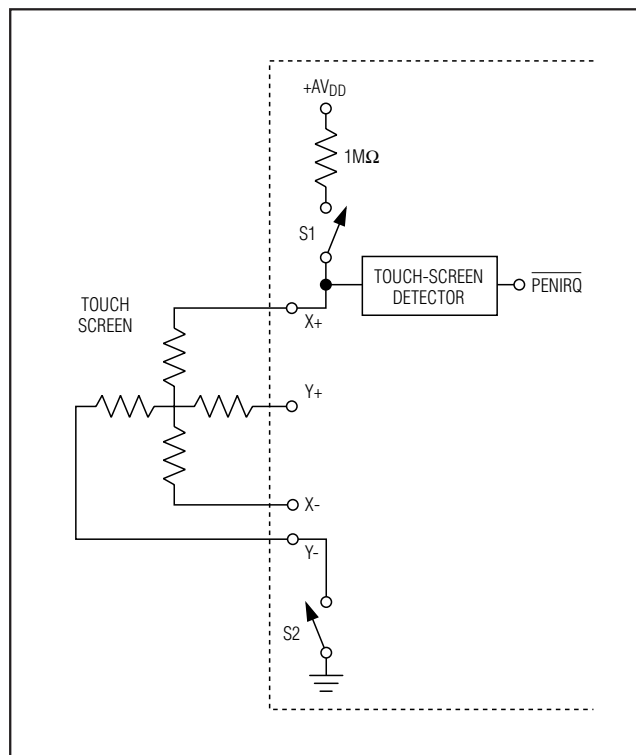 +AVDD
1MΩ
S1
TOUCH-SCREEN
DETECTOR
PENIRQ
TOUCH
SCREEN
X+
Y+
X-
Y-
S2